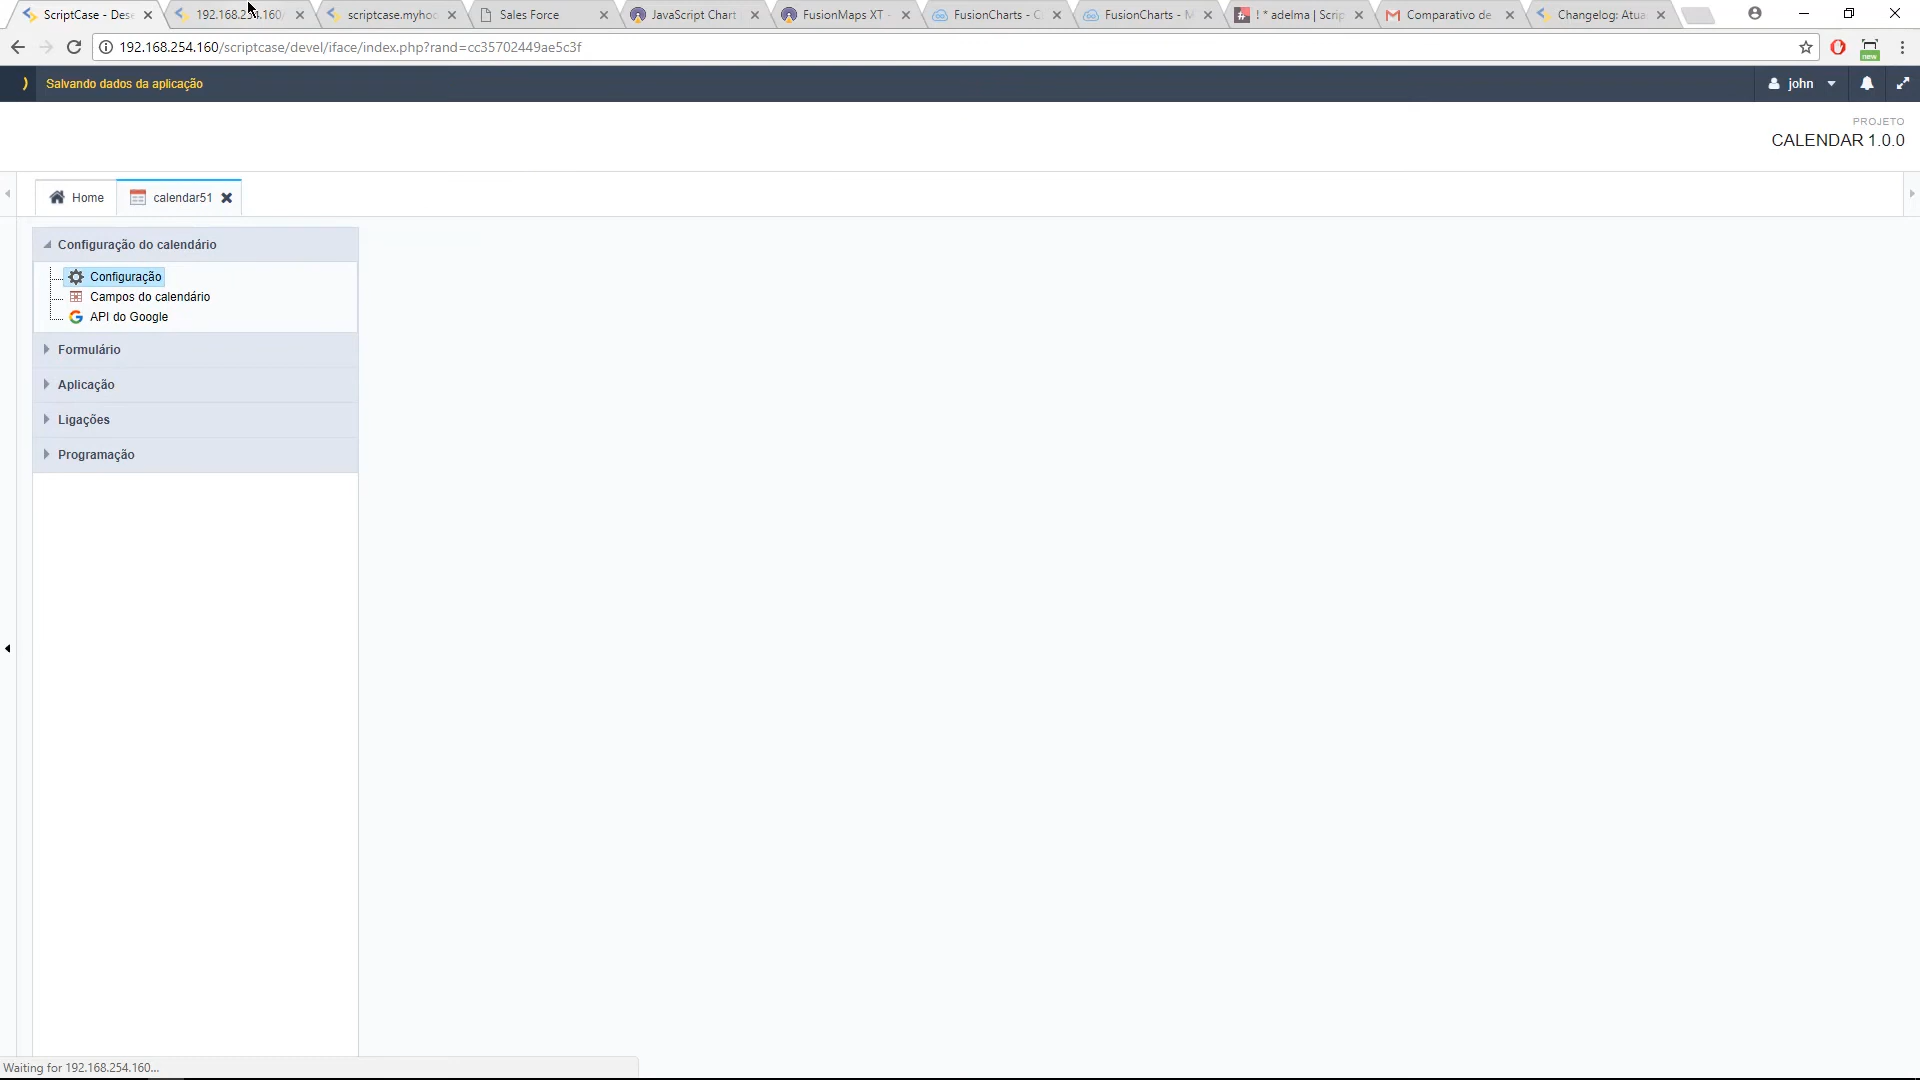 ScriptCase - Des
192.168.254.160/
scriptcase.myho
Sales Force
JavaScript Chart
FusionMaps XT -
FusionCharts - C
FusionCharts - M
! * adelma | Scrip
Comparativo de
Changelog: Atua
192.168.254.160/scriptcase/devel/iface/index.php?rand=cc35702449ae5c3f
new
Salvando dados da aplicação
john
PROJETO
CALENDAR 1.0.0
Home
calendar51
Configuração do calendário
Configuração
Campos do calendário
API do Google
Formulário
Aplicação
Ligações
Programação
Waiting for 192.168.254.160...